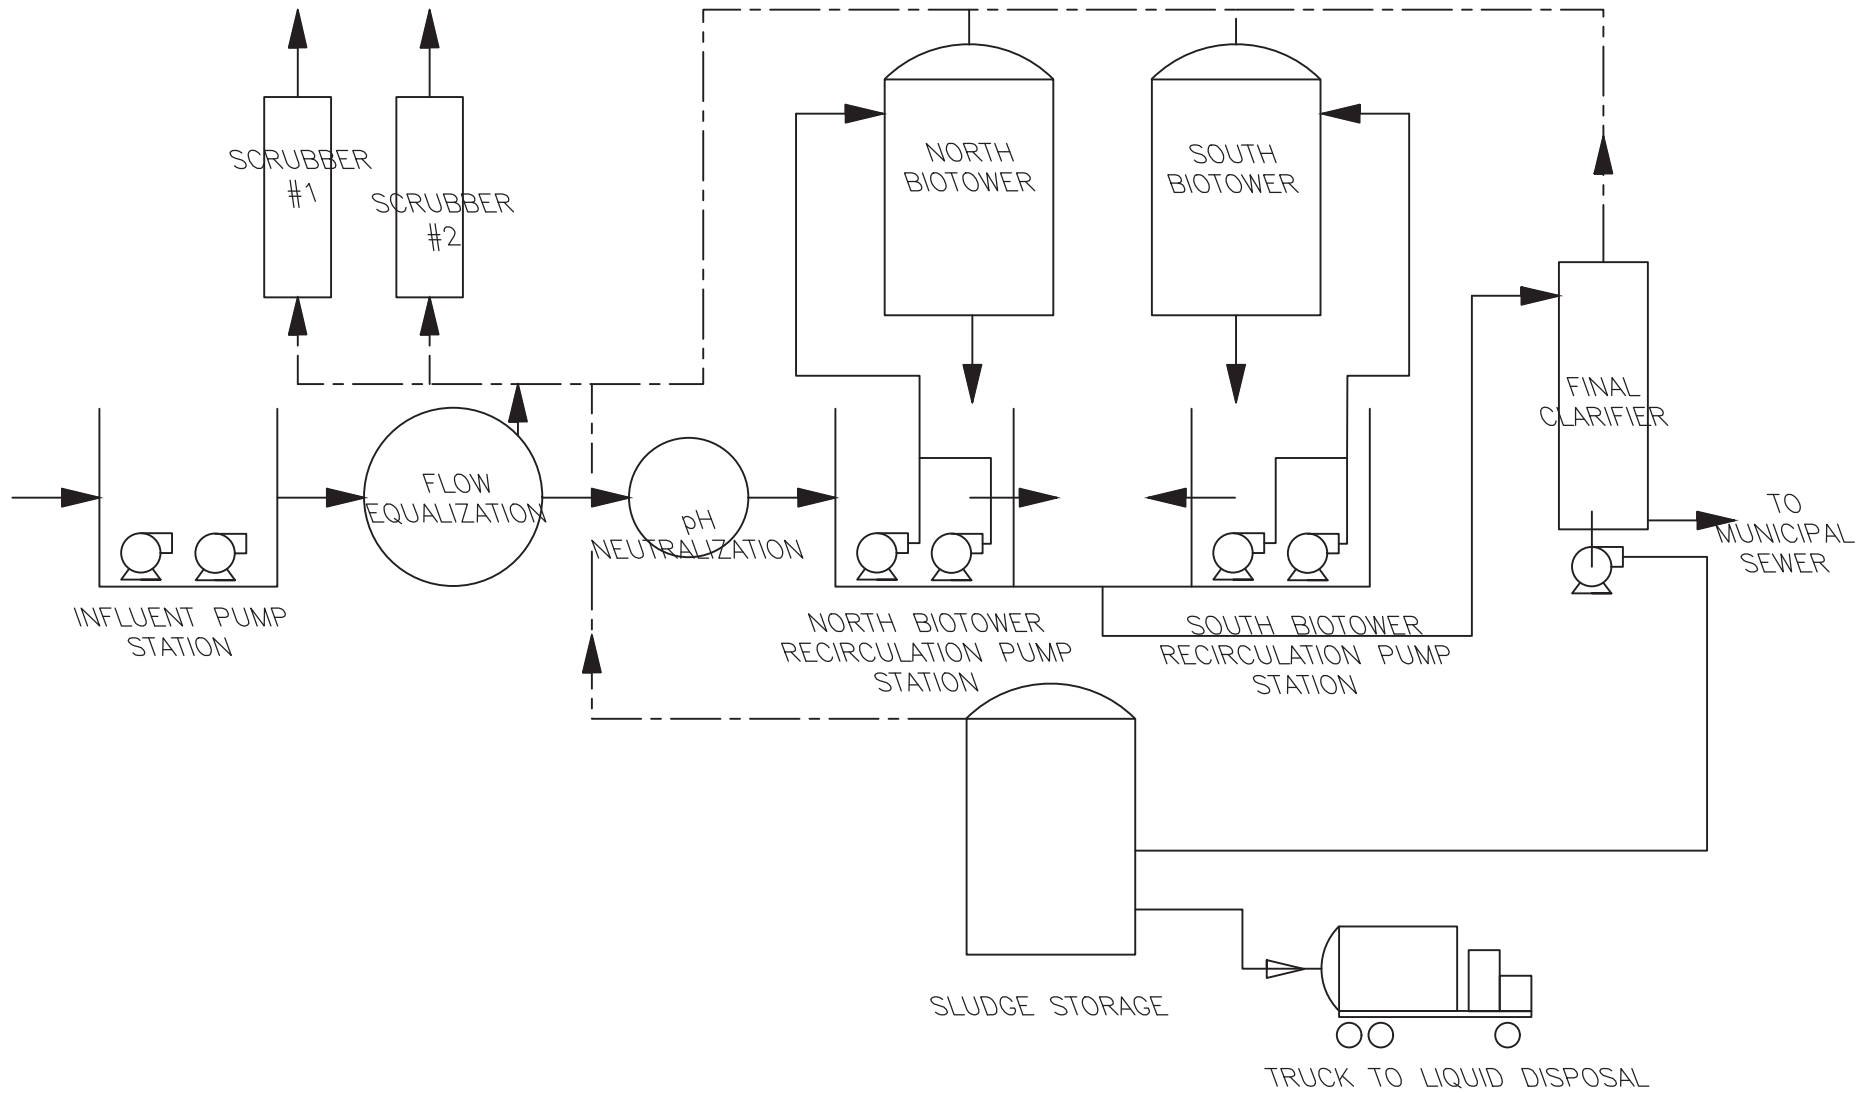 SCRUBBER
#1
SCRUBBER
#2
NORTH
BIOTOWER
SOUTH
BIOTOWER
FINAL
CLARIFIER
FLOW
EQUALIZATION
pH
NEUTRALIZATION
TO
MUNICIPAL
SEWER
INFLUENT PUMP
STATION
NORTH BIOTOWER
RECIRCULATION PUMP
STATION
SOUTH BIOTOWER
RECIRCULATION PUMP
STATION
SLUDGE STORAGE
TRUCK TO LIQUID DISPOSAL